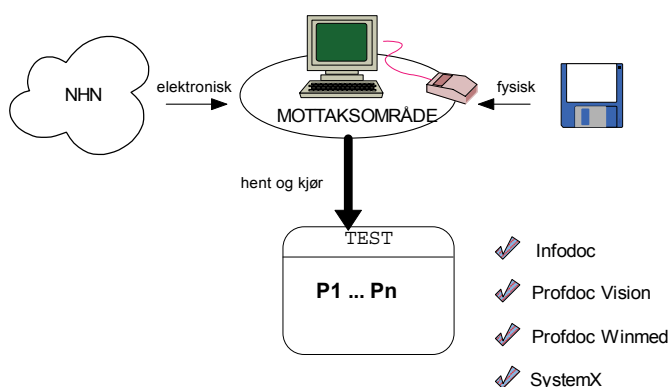 NHN
elektronisk
MOTTAKSOMRÅDE
fysisk
hent og kjør
TEST
P1 ... Pn
Infodoc
Profdoc Vision
Profdoc Winmed
SystemX